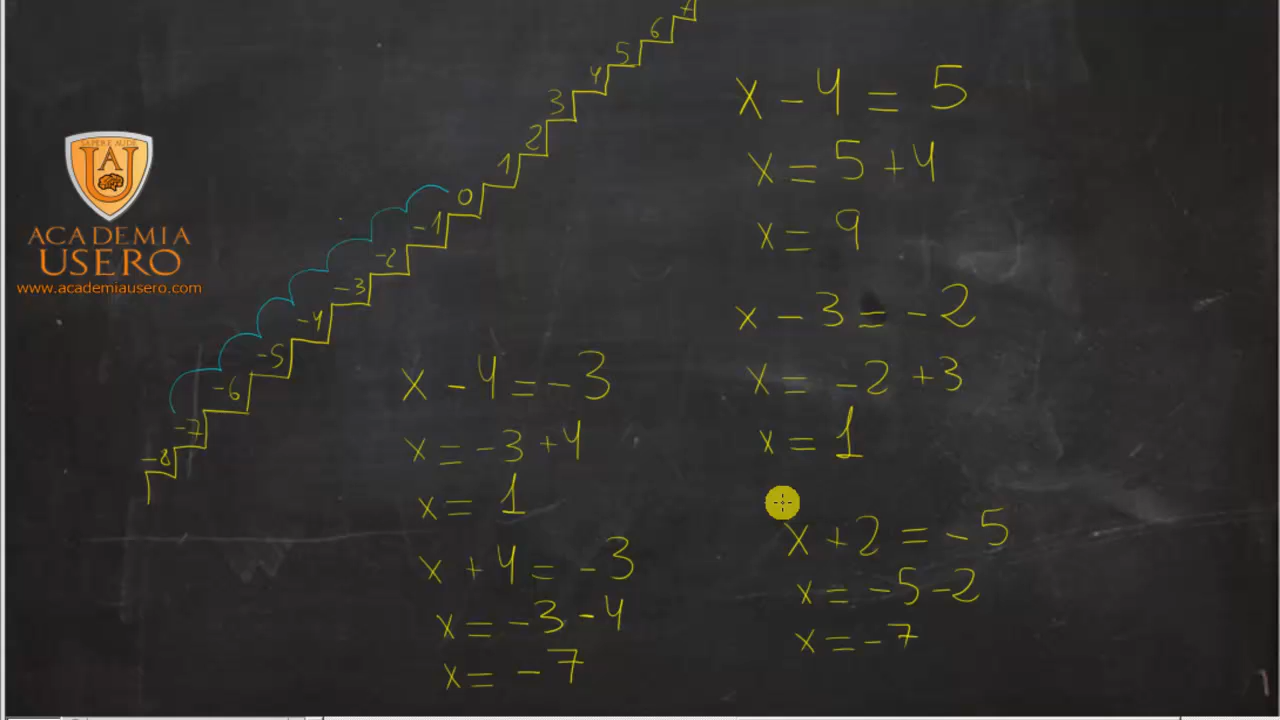 7
6
5
4
3
2
1
0
-1
-2
-3
-4
-5
-6
-7
-8
SAPERE AUDE
UA
ACADEMIA
USERO
www.academiausero.com
x - 4 = -3
x = -3 + 4
x = 1
x + 4 = -3
x = -3 - 4
x = -7
x - 4 = 5
x = 5 + 4
x = 9
x - 3 = -2
x = -2 + 3
x = 1
x + 2 = -5
x = -5 - 2
x = -7